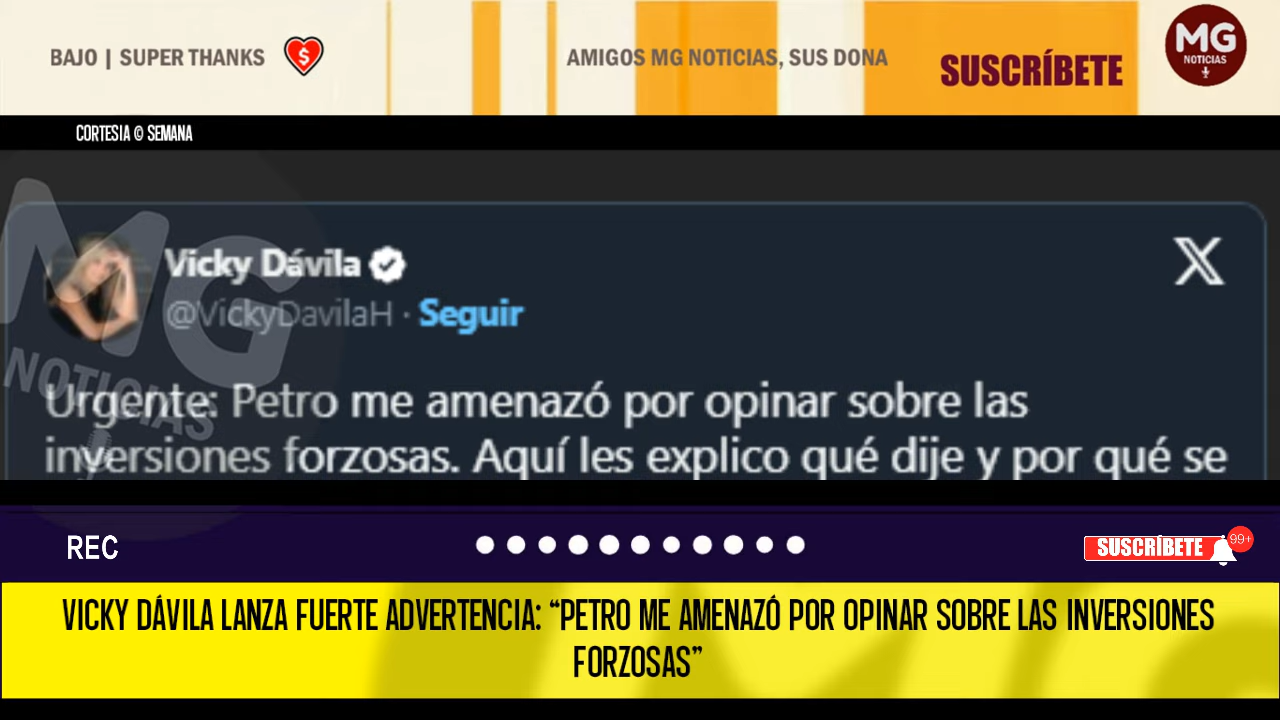 BAJO | SUPER THANKS
AMIGOS MG NOTICIAS, SUS DONA
SUSCRÍBETE
MG
NOTICIAS
CORTESIA © SEMANA
MG
NOTICIAS
Vicky Dávila
@VickyDavilaH · Seguir
Urgente: Petro me amenazó por opinar sobre las
inversiones forzosas. Aquí les explico qué dije y por qué se
REC
SUSCRÍBETE
99+
VICKY DÁVILA LANZA FUERTE ADVERTENCIA: “PETRO ME AMENAZÓ POR OPINAR SOBRE LAS INVERSIONES
FORZOSAS”